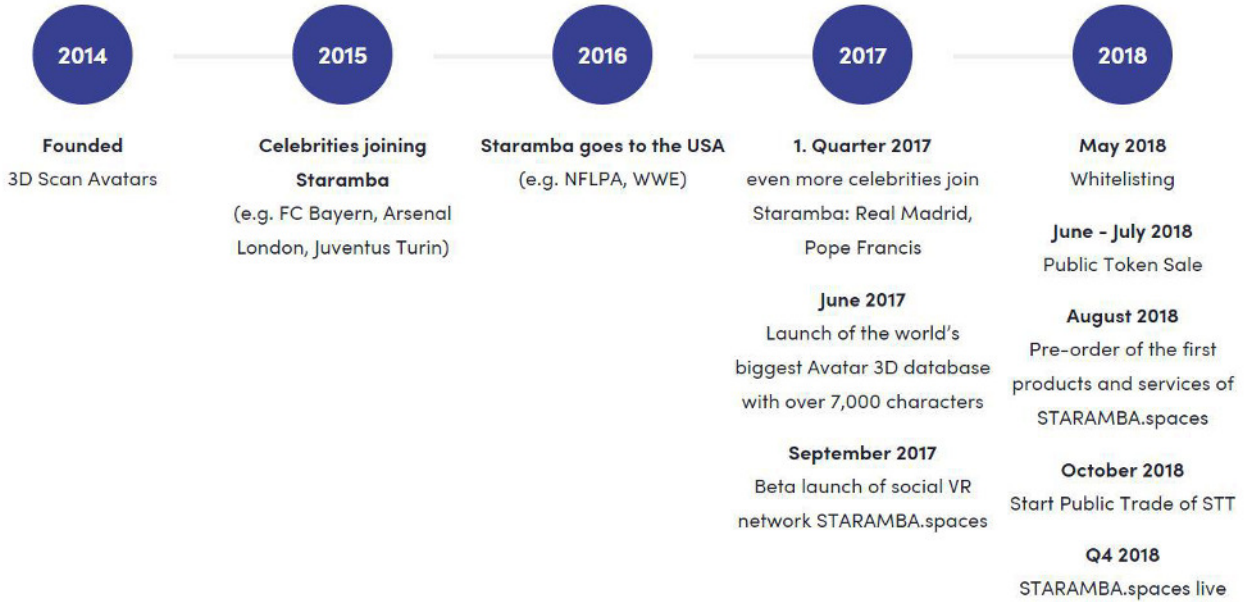 2014
Founded
3D Scan Avatars
2015
Celebrities joining
Staramba
(e.g. FC Bayern, Arsenal
London, Juventus Turin)
2016
Staramba goes to the USA
(e.g. NFLPA, WWE)
2017
1. Quarter 2017
even more celebrities join
Staramba: Real Madrid,
Pope Francis
June 2017
Launch of the world's
biggest Avatar 3D database
with over 7,000 characters
September 2017
Beta launch of social VR
network STARAMBA.spaces
2018
May 2018
Whitelisting
June - July 2018
Public Token Sale
August 2018
Pre-order of the first
products and services of
STARAMBA.spaces
October 2018
Start Public Trade of STT
Q4 2018
STARAMBA.spaces live